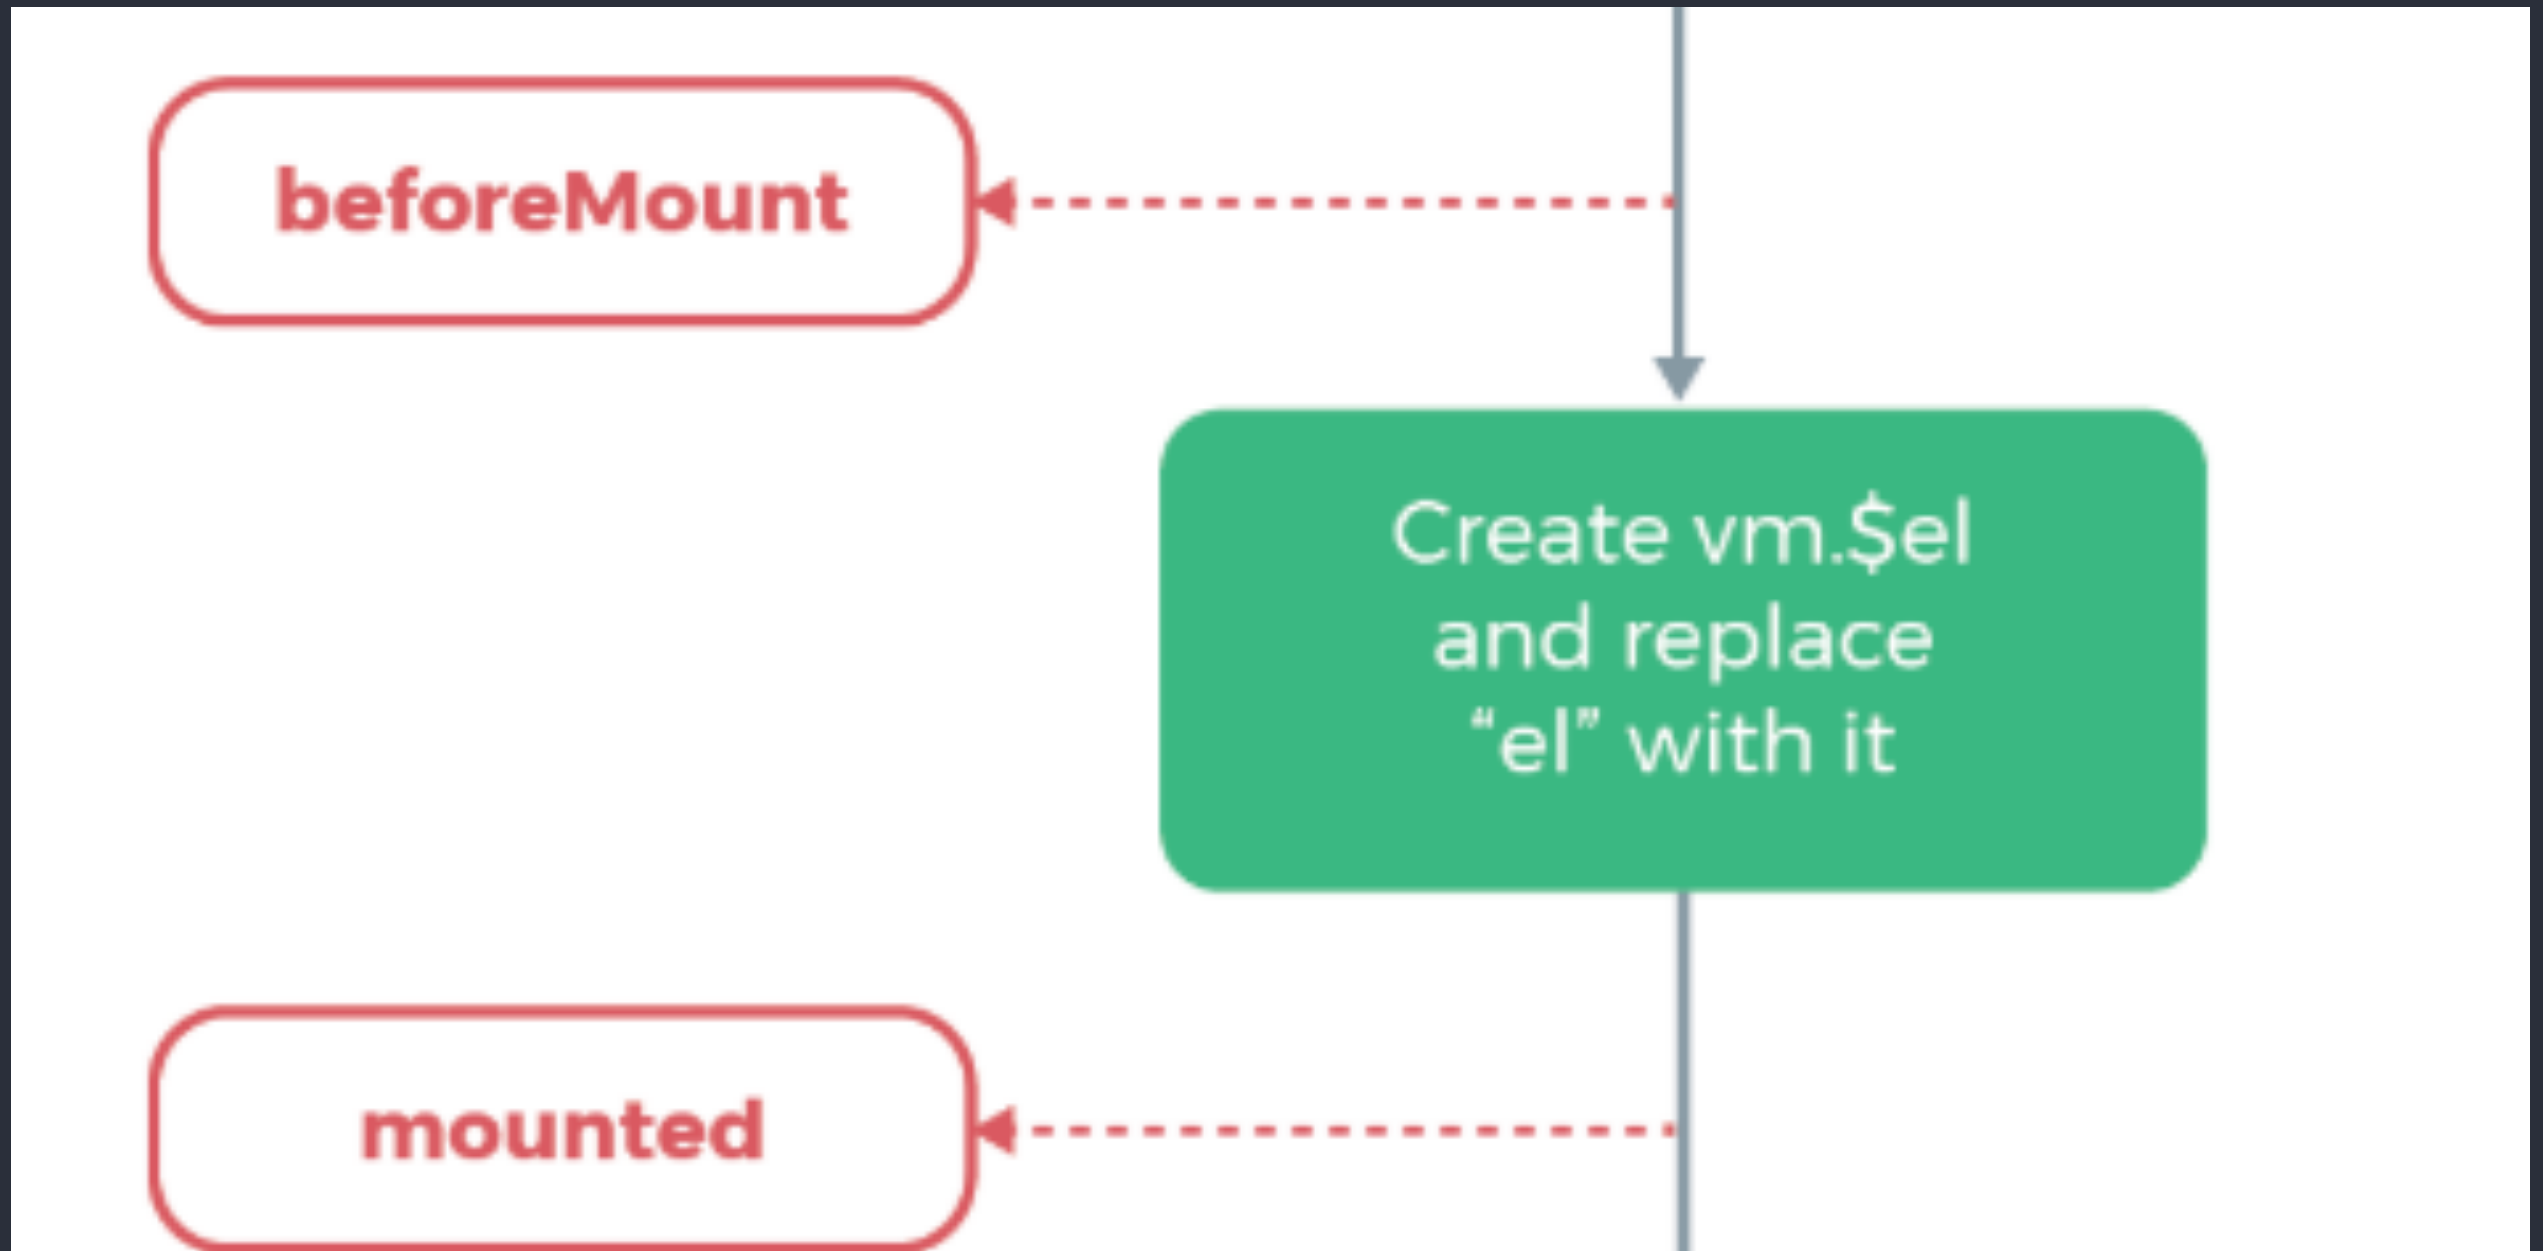 beforeMount
Create vm.$el
and replace
“el” with it
mounted